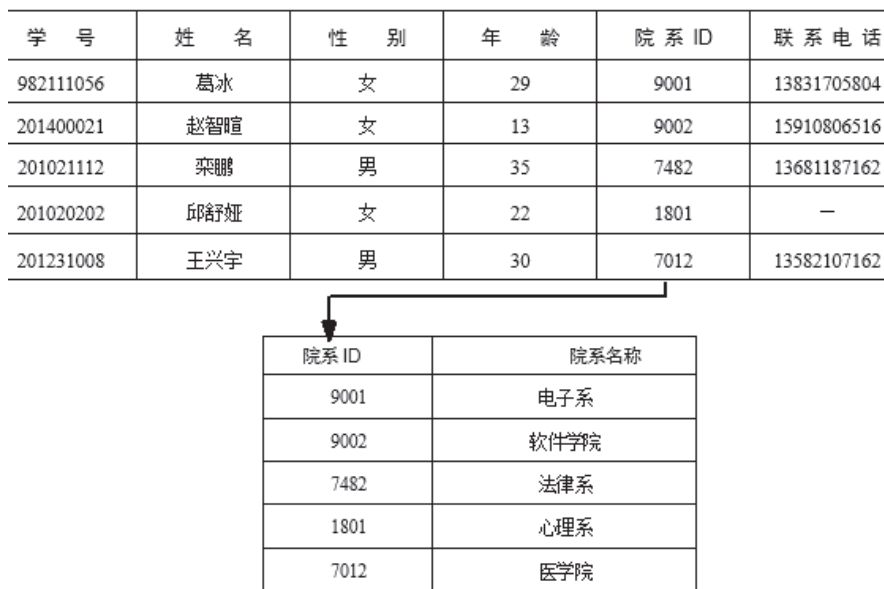 学 号 姓 名 性 别 年 龄 院 系 ID 联 系 电 话
982111056 葛冰 女 29 9001 13831705804
201400021 赵智暄 女 13 9002 15910806516
201021112 栾鹏 男 35 7482 13681187162
201020202 邱舒娅 女 22 1801 —
201231008 王兴宇 男 30 7012 13582107162
院系 ID 院系名称
9001 电子系
9002 软件学院
7482 法律系
1801 心理系
7012 医学院